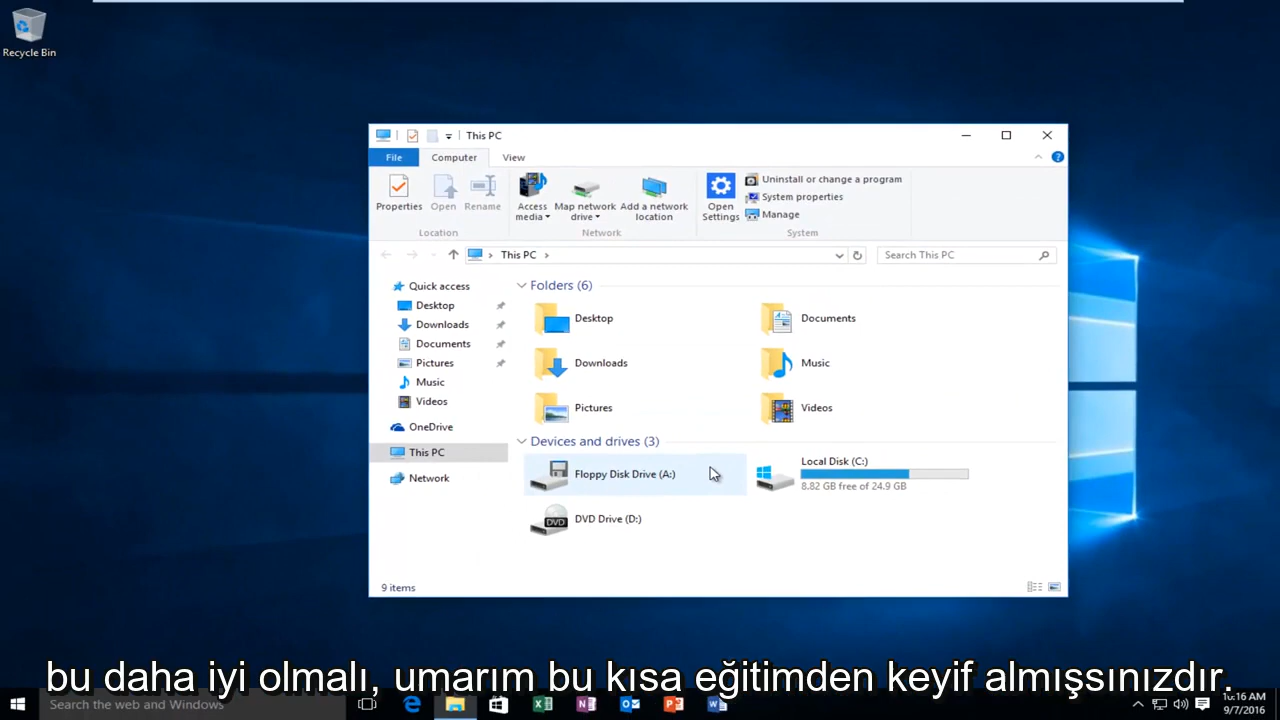 Recycle Bin
This PC
File Computer View
Properties Open Rename Access media Map network drive Add a network location Open Settings Uninstall or change a program
System properties
Manage
Location Network System
This PC Search This PC
Quick access
Desktop
Downloads
Documents
Pictures
Music
Videos
OneDrive
This PC
Network
Folders (6)
Desktop Documents
Downloads Music
Pictures Videos
Devices and drives (3)
Floppy Disk Drive (A:) Local Disk (C:)
8.82 GB free of 24.9 GB
DVD DVD Drive (D:)
9 items
bu daha iyi olmalı, umarım bu kısa eğitimden keyif almışsınızdır.
Search the web and Windows 10:16 AM
9/7/2016